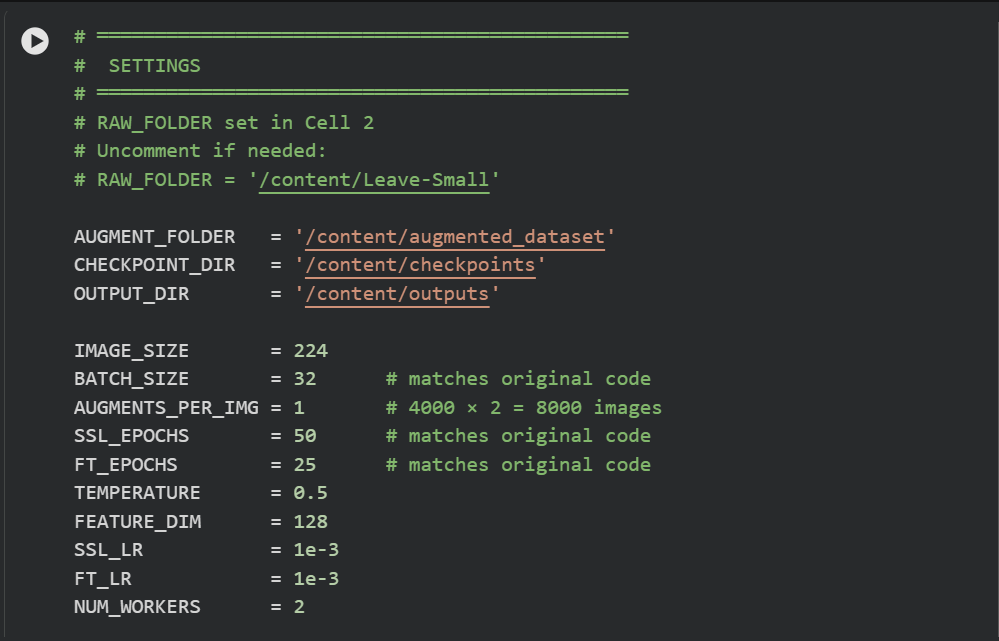 # ══════════════════════════════════════════════
#  SETTINGS
# ══════════════════════════════════════════════
# RAW_FOLDER set in Cell 2
# Uncomment if needed:
# RAW_FOLDER = '/content/Leave-Small'
AUGMENT_FOLDER   = '/content/augmented_dataset'
CHECKPOINT_DIR   = '/content/checkpoints'
OUTPUT_DIR       = '/content/outputs'
IMAGE_SIZE       = 224
BATCH_SIZE       = 32      # matches original code
AUGMENTS_PER_IMG = 1       # 4000 × 2 = 8000 images
SSL_EPOCHS       = 50      # matches original code
FT_EPOCHS        = 25      # matches original code
TEMPERATURE      = 0.5
FEATURE_DIM      = 128
SSL_LR           = 1e-3
FT_LR            = 1e-3
NUM_WORKERS      = 2